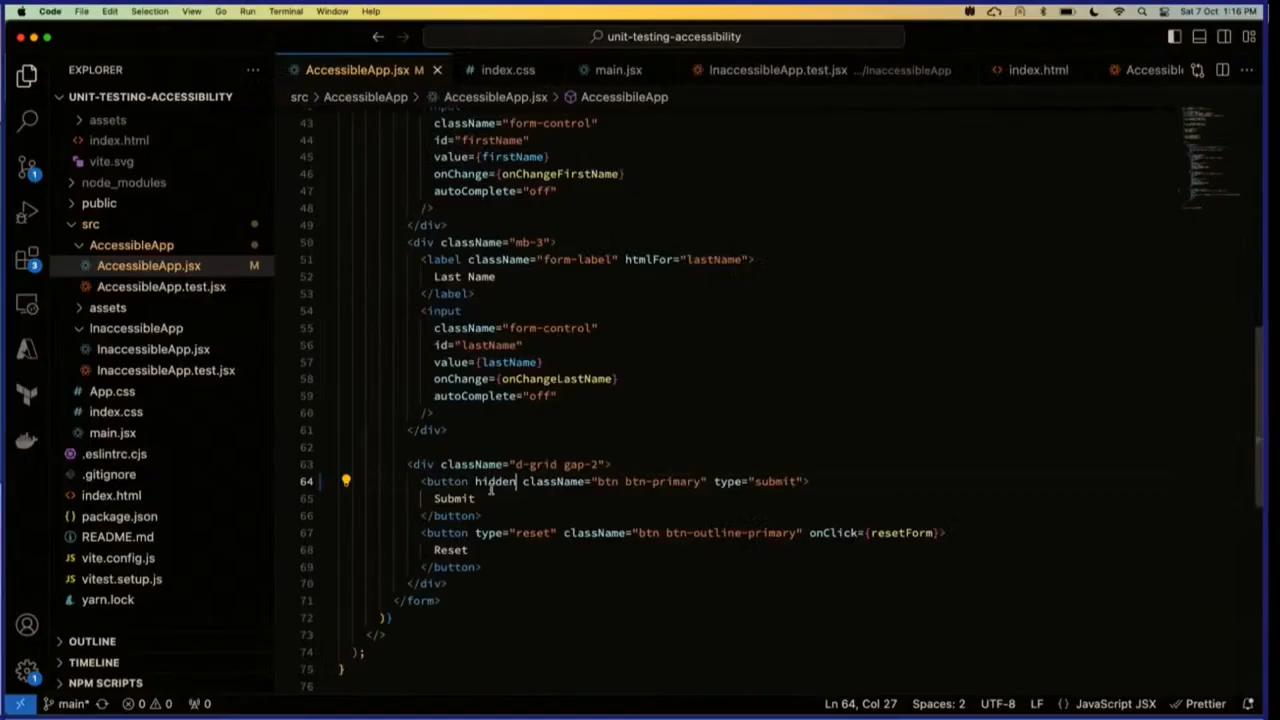 Code File Edit Selection View Go Run Terminal Window Help Sat 7 Oct 1:16 PM
unit-testing-accessibility
EXPLORER
AccessibleApp.jsx M
index.css
main.jsx
InaccessibleApp.test.jsx .../InaccessibleApp
index.html
Accessibl
src > AccessibleApp > AccessibleApp.jsx > AccessibileApp
UNIT-TESTING-ACCESSIBILITY
assets
index.html
vite.svg
node_modules
public
src
AccessibleApp
AccessibleApp.jsx M
AccessibleApp.test.jsx
assets
InaccessibleApp
InaccessibleApp.jsx
InaccessibleApp.test.jsx
App.css
index.css
main.jsx
.eslintrc.cjs
.gitignore
index.html
package.json
README.md
vite.config.js
vitest.setup.js
yarn.lock
OUTLINE
TIMELINE
NPM SCRIPTS
1
3
1
43 className="form-control"
44 id="firstName"
45 value={firstName}
46 onChange={onChangeFirstName}
47 autoComplete="off"
48 />
49 </div>
50 <div className="mb-3">
51 <label className="form-label" htmlFor="lastName">
52 Last Name
53 </label>
54 <input
55 className="form-control"
56 id="lastName"
57 value={lastName}
58 onChange={onChangeLastName}
59 autoComplete="off"
60 />
61 </div>
62
63 <div className="d-grid gap-2">
64 <button hidden className="btn btn-primary" type="submit">
65 Submit
66 </button>
67 <button type="reset" className="btn btn-outline-primary" onClick={resetForm}>
68 Reset
69 </button>
70 </div>
71 </form>
72 )}
73 </>
74 );
75 }
76
main* 0 0 0 Ln 64, Col 27 Spaces: 2 UTF-8 LF {} JavaScript JSX Prettier